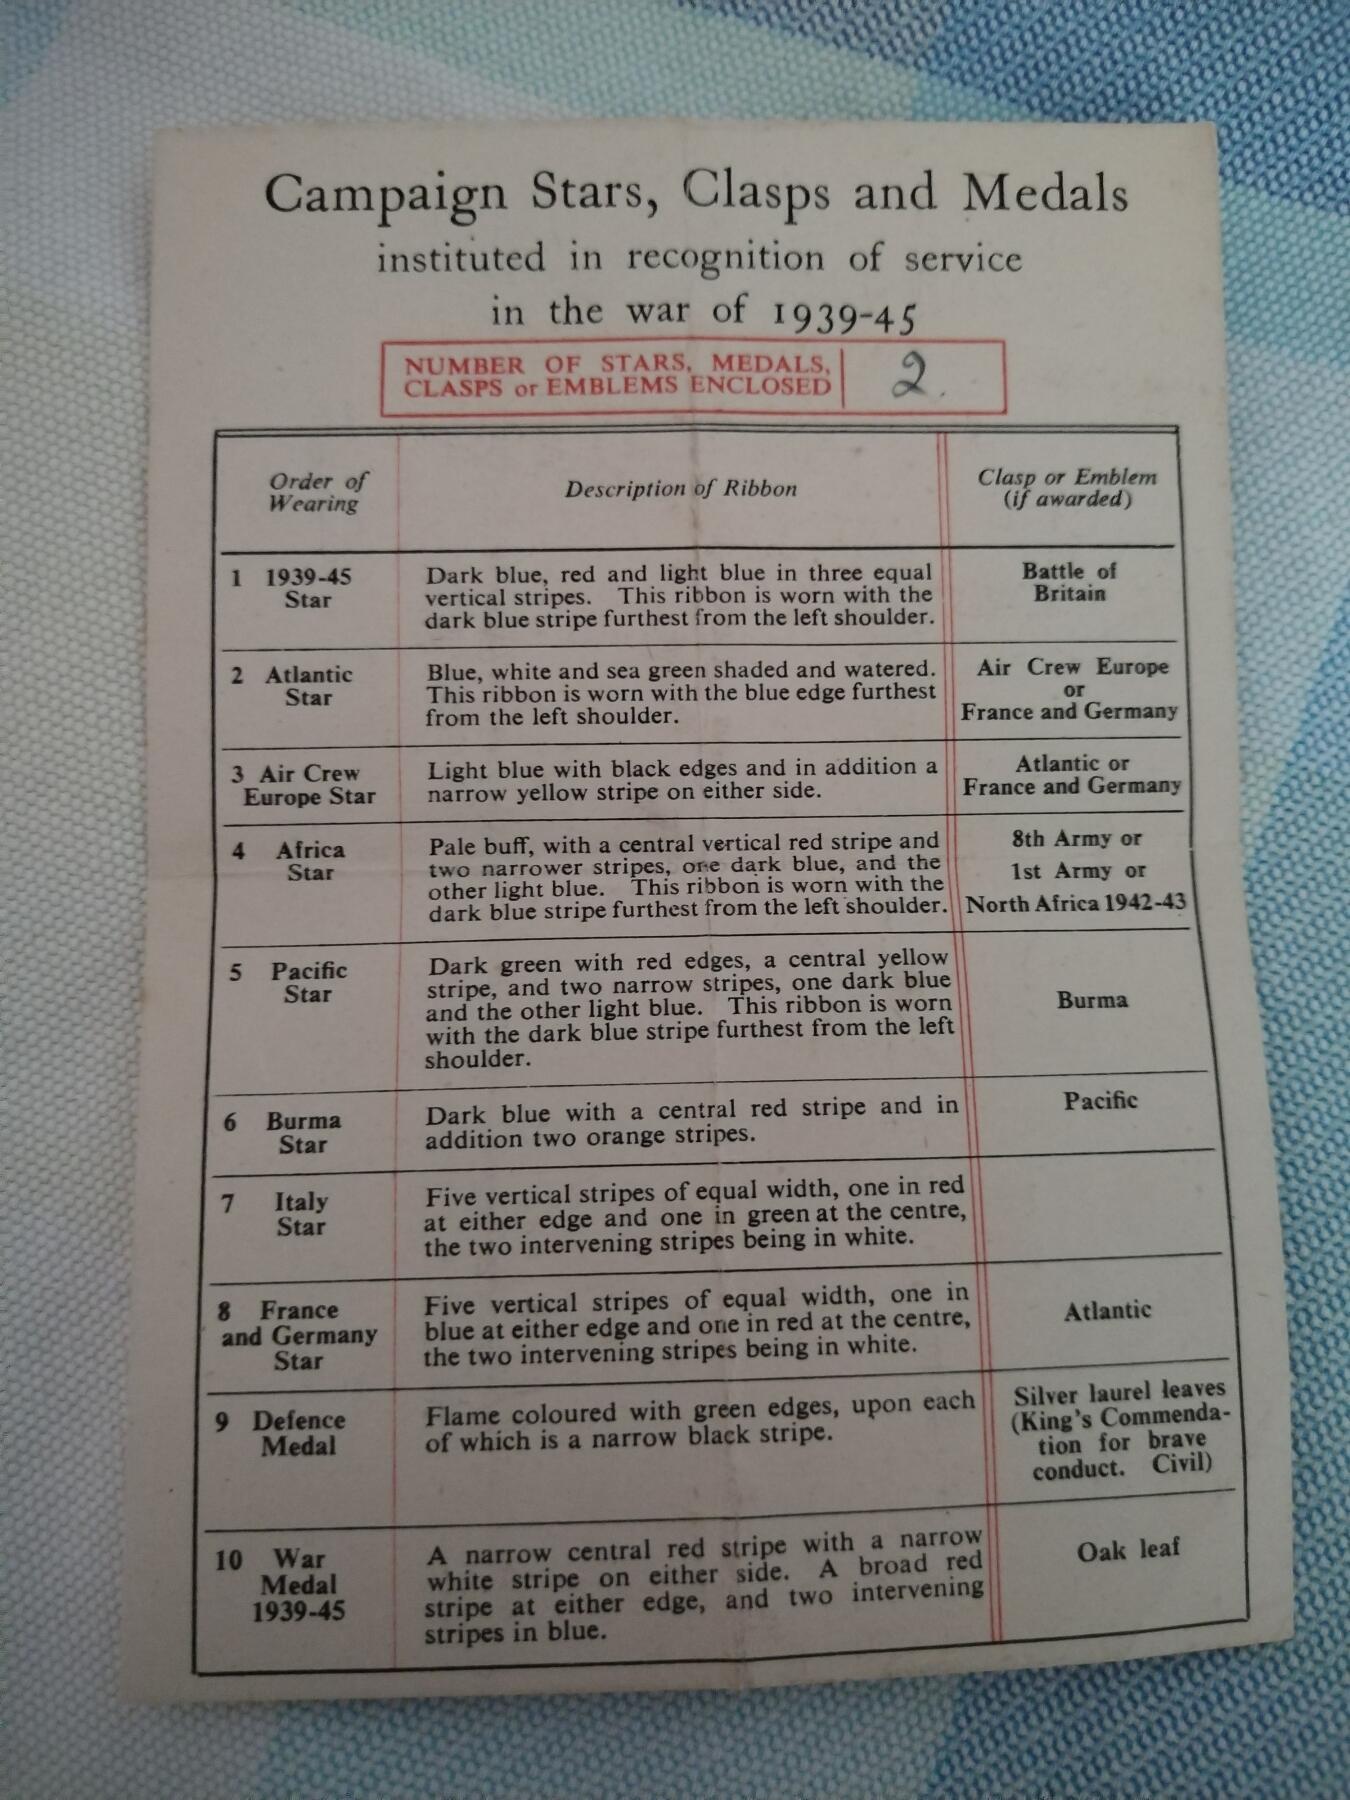 Campaign Stars, Clasps and Medals
instituted in recognition of service
in the war of 1939-45
NUMBER OF STARS, MEDALS,
CLASPS or EMBLEMS ENCLOSED
2.
Order of
Wearing
Description of Ribbon
Clasp or Emblem
(if awarded)
1 1939-45
Star
Dark blue, red and light blue in three equal
vertical stripes. This ribbon is worn with the
dark blue stripe furthest from the left shoulder.
Battle of
Britain
2 Atlantic
Star
Blue, white and sea green shaded and watered.
This ribbon is worn with the blue edge furthest
from the left shoulder.
Air Crew Europe
or
France and Germany
3 Air Crew
Europe Star
Light blue with black edges and in addition a
narrow yellow stripe on either side.
Atlantic or
France and Germany
4 Africa
Star
Pale buff, with a central vertical red stripe and
two narrower stripes, one dark blue, and the
other light blue. This ribbon is worn with the
dark blue stripe furthest from the left shoulder.
8th Army or
1st Army or
North Africa 1942-43
5 Pacific
Star
Dark green with red edges, a central yellow
stripe, and two narrow stripes, one dark blue
and the other light blue. This ribbon is worn
with the dark blue stripe furthest from the left
shoulder.
Burma
6 Burma
Star
Dark blue with a central red stripe and in
addition two orange stripes.
Pacific
7 Italy
Star
Five vertical stripes of equal width, one in red
at either edge and one in green at the centre,
the two intervening stripes being in white.
8 France
and Germany
Star
Five vertical stripes of equal width, one in
blue at either edge and one in red at the centre,
the two intervening stripes being in white.
Atlantic
9 Defence
Medal
Flame coloured with green edges, upon each
of which is a narrow black stripe.
Silver laurel leaves
(King's Commenda-
tion for brave
conduct. Civil)
10 War
Medal
1939-45
A narrow central red stripe with a narrow
white stripe on either side. A broad red
stripe at either edge, and two intervening
stripes in blue.
Oak leaf